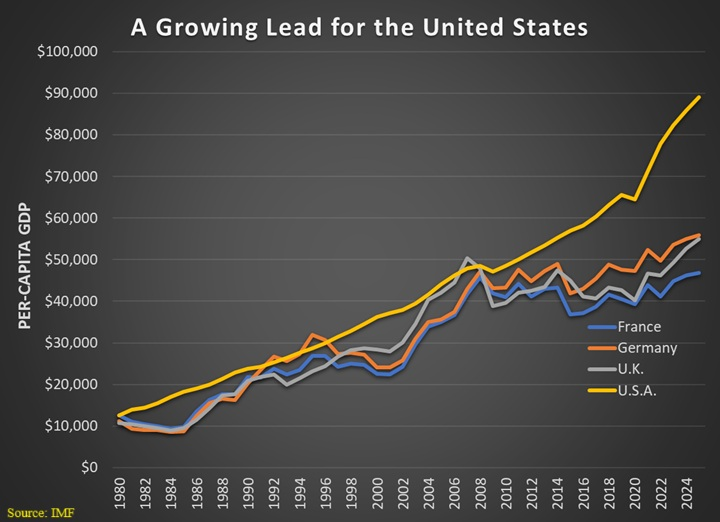 A Growing Lead for the United States
$100,000
$90,000
$80,000
$70,000
$60,000
$50,000
$40,000
$30,000
$20,000
$10,000
$0
PER-CAPITA GDP
France
Germany
U.K.
U.S.A.
1980 1982 1984 1986 1988 1990 1992 1994 1996 1998 2000 2002 2004 2006 2008 2010 2012 2014 2016 2018 2020 2022 2024
Source: IMF